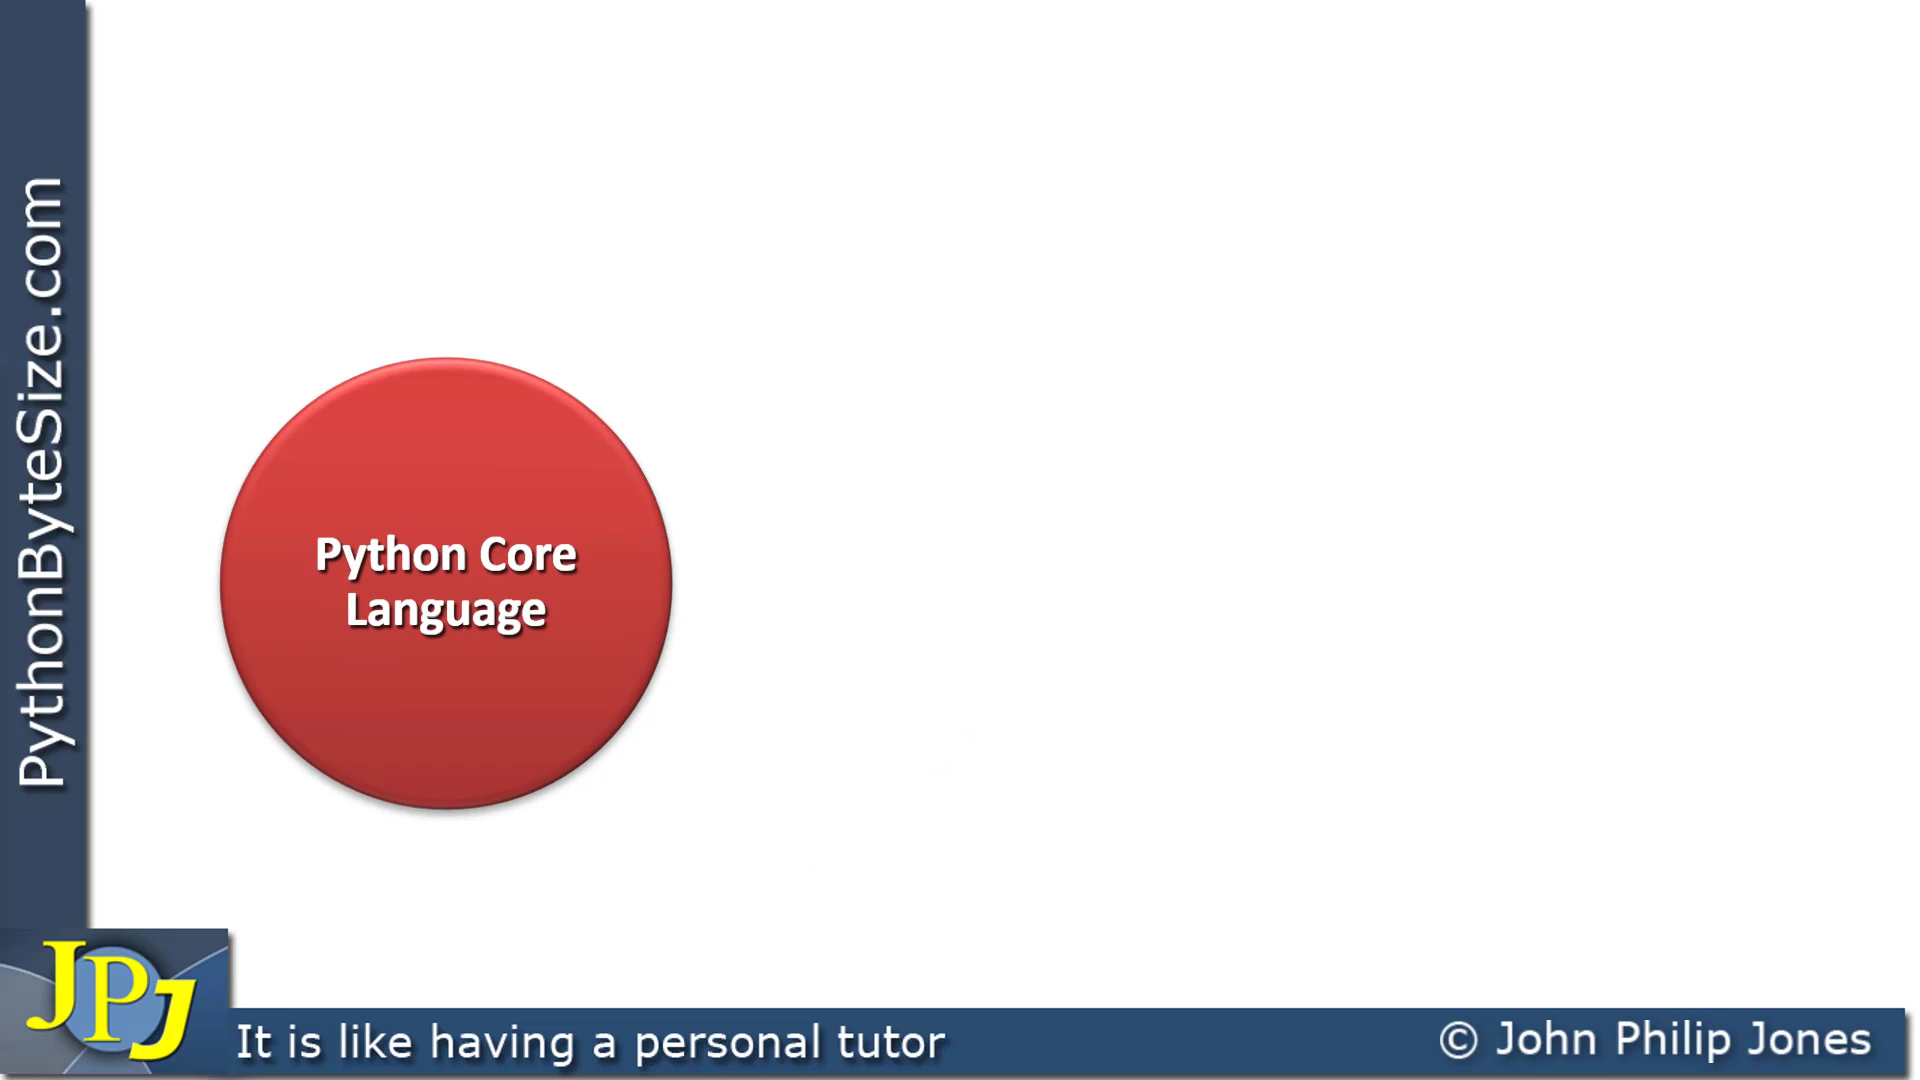 PythonByteSize.com
Python Core
Language
JPJ
It is like having a personal tutor
© John Philip Jones